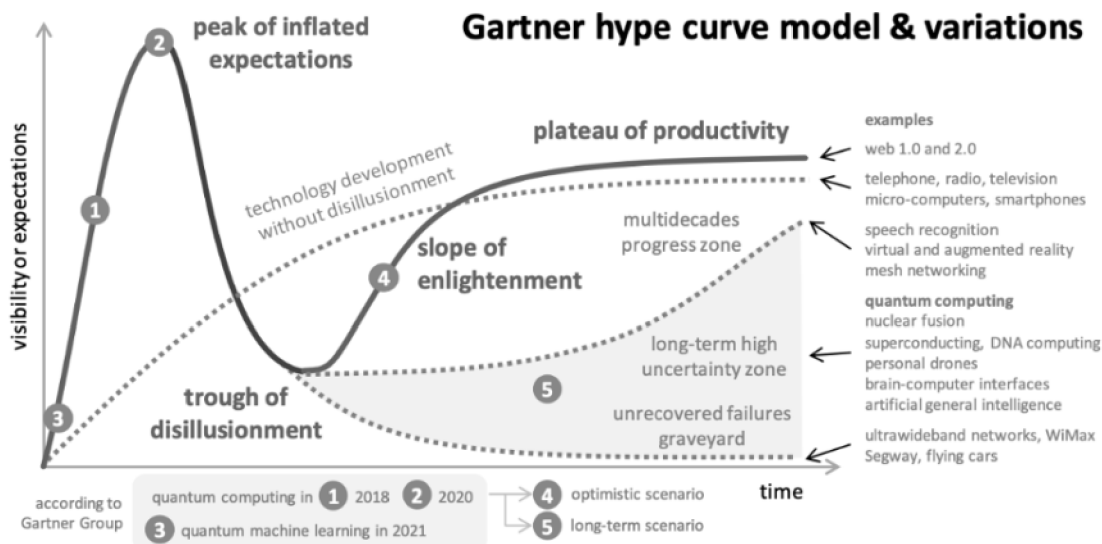 Gartner hype curve model & variations
2
peak of inflated
expectations
visibility or expectations
1
3
technology development
without disillusionment
plateau of productivity
slope of
enlightenment
4
multidecades
progress zone
long-term high
uncertainty zone
5
unrecovered failures
graveyard
trough of
disillusionment
time
examples
web 1.0 and 2.0
telephone, radio, television
micro-computers, smartphones
speech recognition
virtual and augmented reality
mesh networking
quantum computing
nuclear fusion
superconducting, DNA computing
personal drones
brain-computer interfaces
artificial general intelligence
ultrawideband networks, WiMax
Segway, flying cars
according to
Gartner Group
quantum computing in 1 2018 2 2020
3 quantum machine learning in 2021
4 optimistic scenario
5 long-term scenario